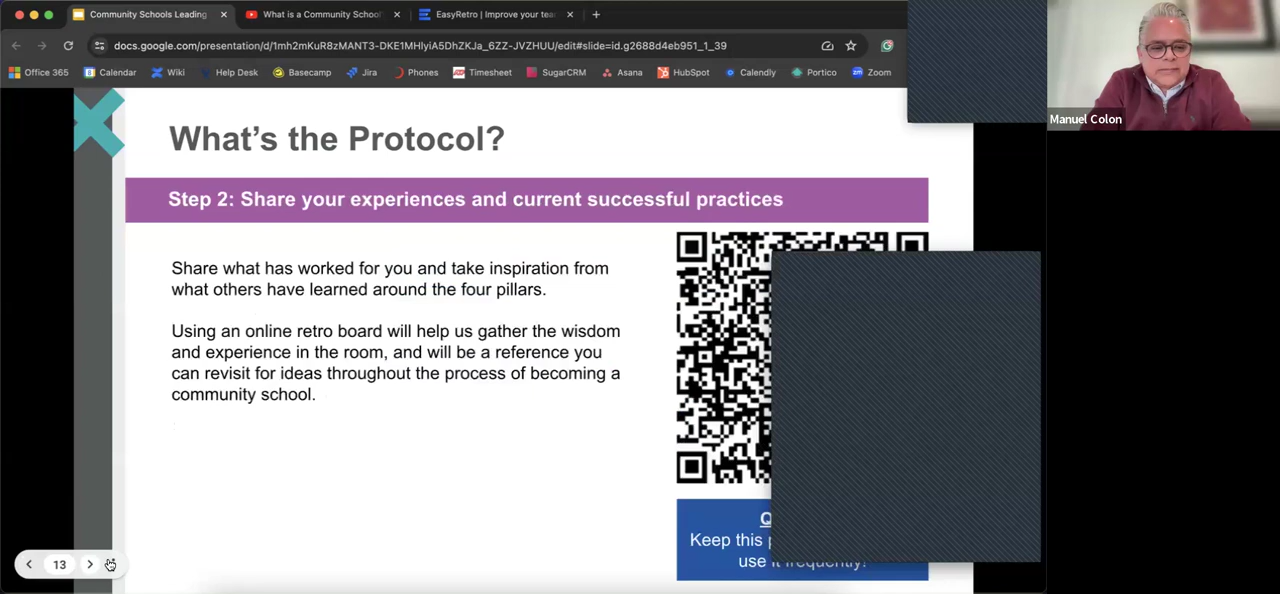 Community Schools Leading
What is a Community School
EasyRetro | Improve your tea
docs.google.com/presentation/d/1mh2mKuR8zMANT3-DKE1MHlyiA5DhZKJa_6ZZ-JVZHUU/edit#slide=id.g2688d4eb951_1_39
Office 365 Calendar Wiki Help Desk Basecamp Jira Phones Timesheet SugarCRM Asana HubSpot Calendly Portico Zoom
Manuel Colon
What's the Protocol?
Step 2: Share your experiences and current successful practices
Share what has worked for you and take inspiration from
what others have learned around the four pillars.
Using an online retro board will help us gather the wisdom
and experience in the room, and will be a reference you
can revisit for ideas throughout the process of becoming a
community school.
Keep this
use it frequently!
13